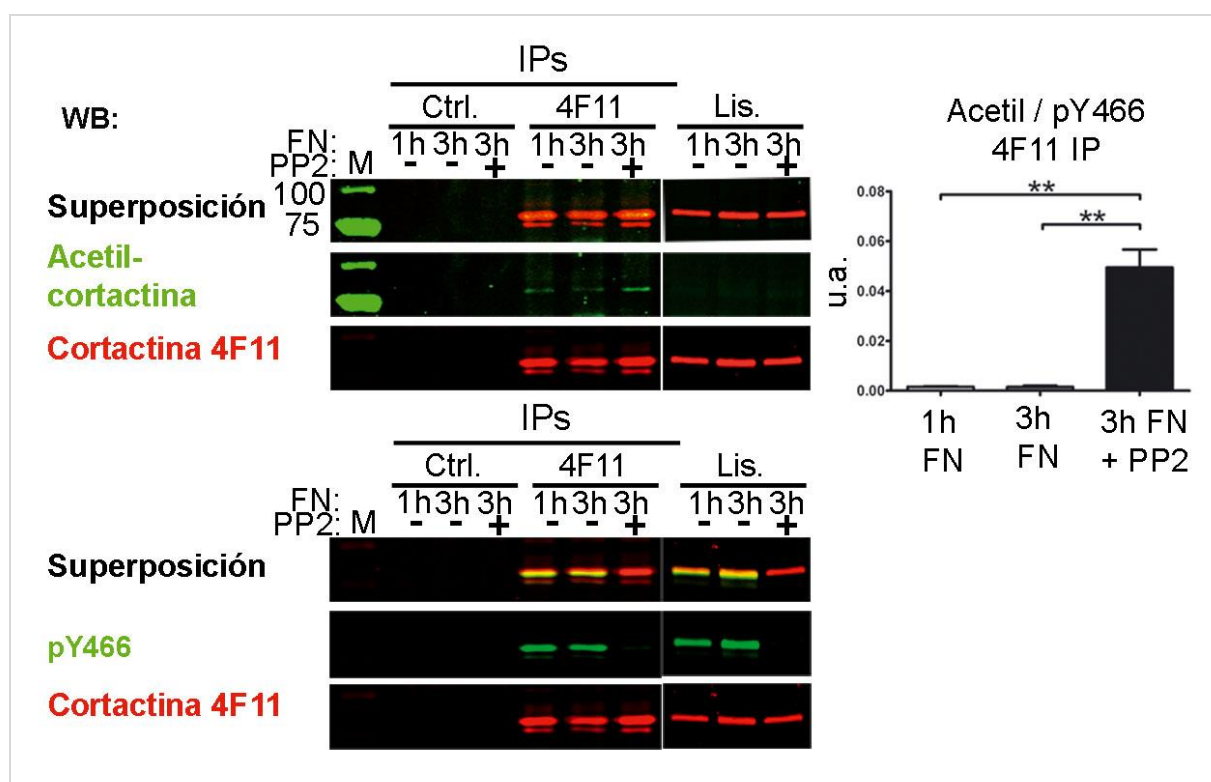 IPs
WB:
Ctrl. 4F11 Lis.
FN: 1h 3h 3h 1h 3h 3h 1h 3h 3h
PP2: M - - + - - + - - +
Superposición 100
75
Acetil-
cortactina
Cortactina 4F11
Acetil / pY466
4F11 IP
**
**
u.a.
0.08
0.06
0.04
0.02
0.00
1h
FN
3h
FN
3h FN
+ PP2
IPs
Ctrl. 4F11 Lis.
FN: 1h 3h 3h 1h 3h 3h 1h 3h 3h
PP2: M - - + - - + - - +
Superposición
pY466
Cortactina 4F11